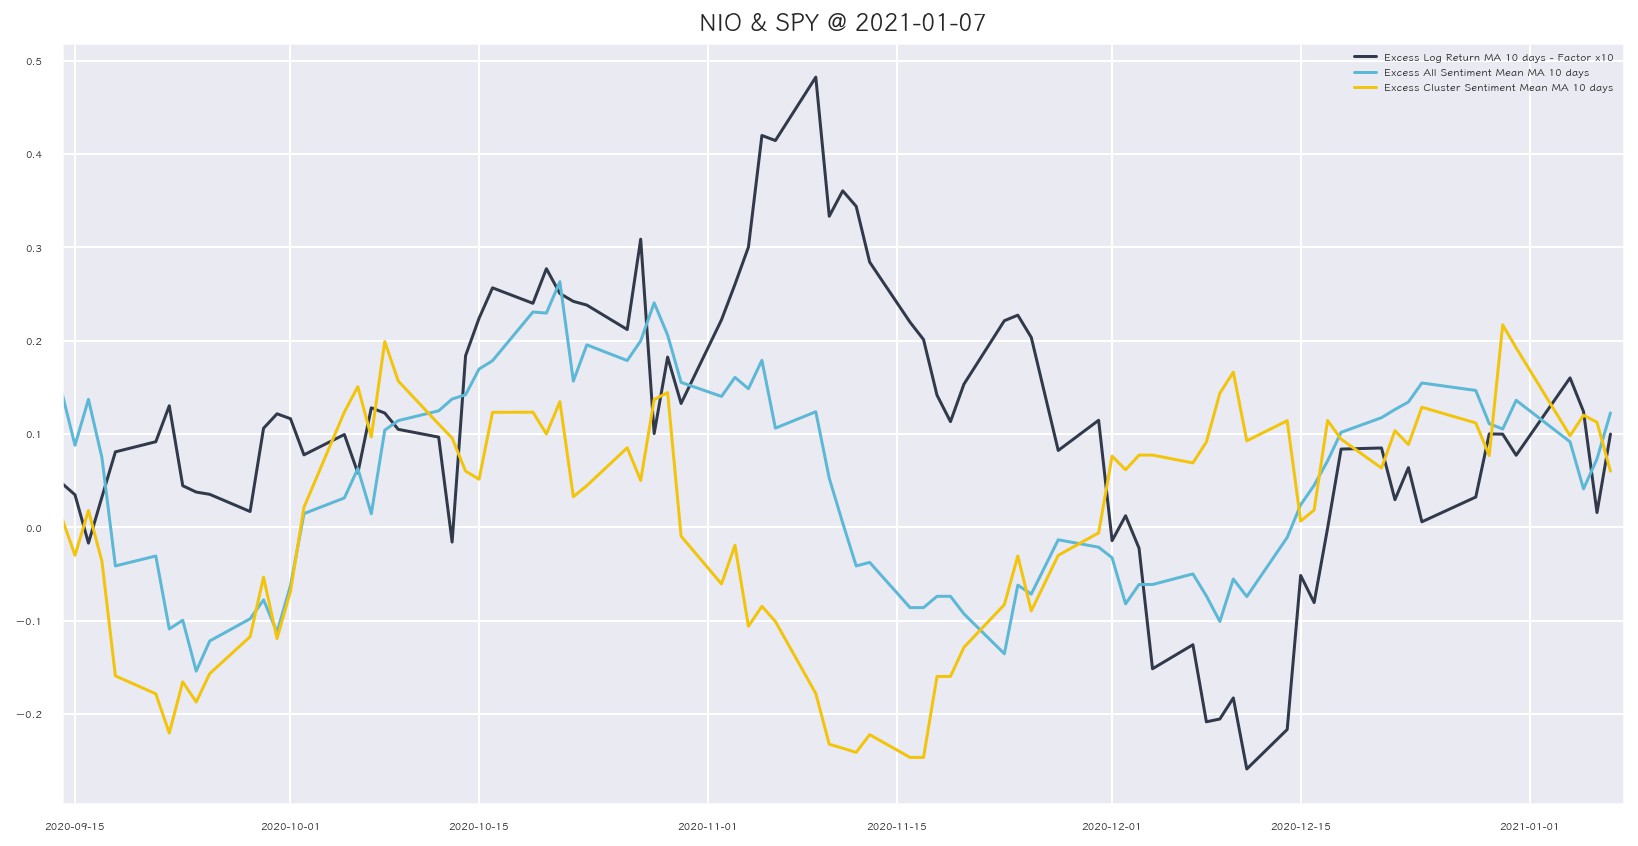 NIO & SPY @ 2021-01-07
Excess Log Return MA 10 days - Factor x10
Excess All Sentiment Mean MA 10 days
Excess Cluster Sentiment Mean MA 10 days
0.5
0.4
0.3
0.2
0.1
0.0
−0.1
−0.2
2020-09-15 2020-10-01 2020-10-15 2020-11-01 2020-11-15 2020-12-01 2020-12-15 2021-01-01